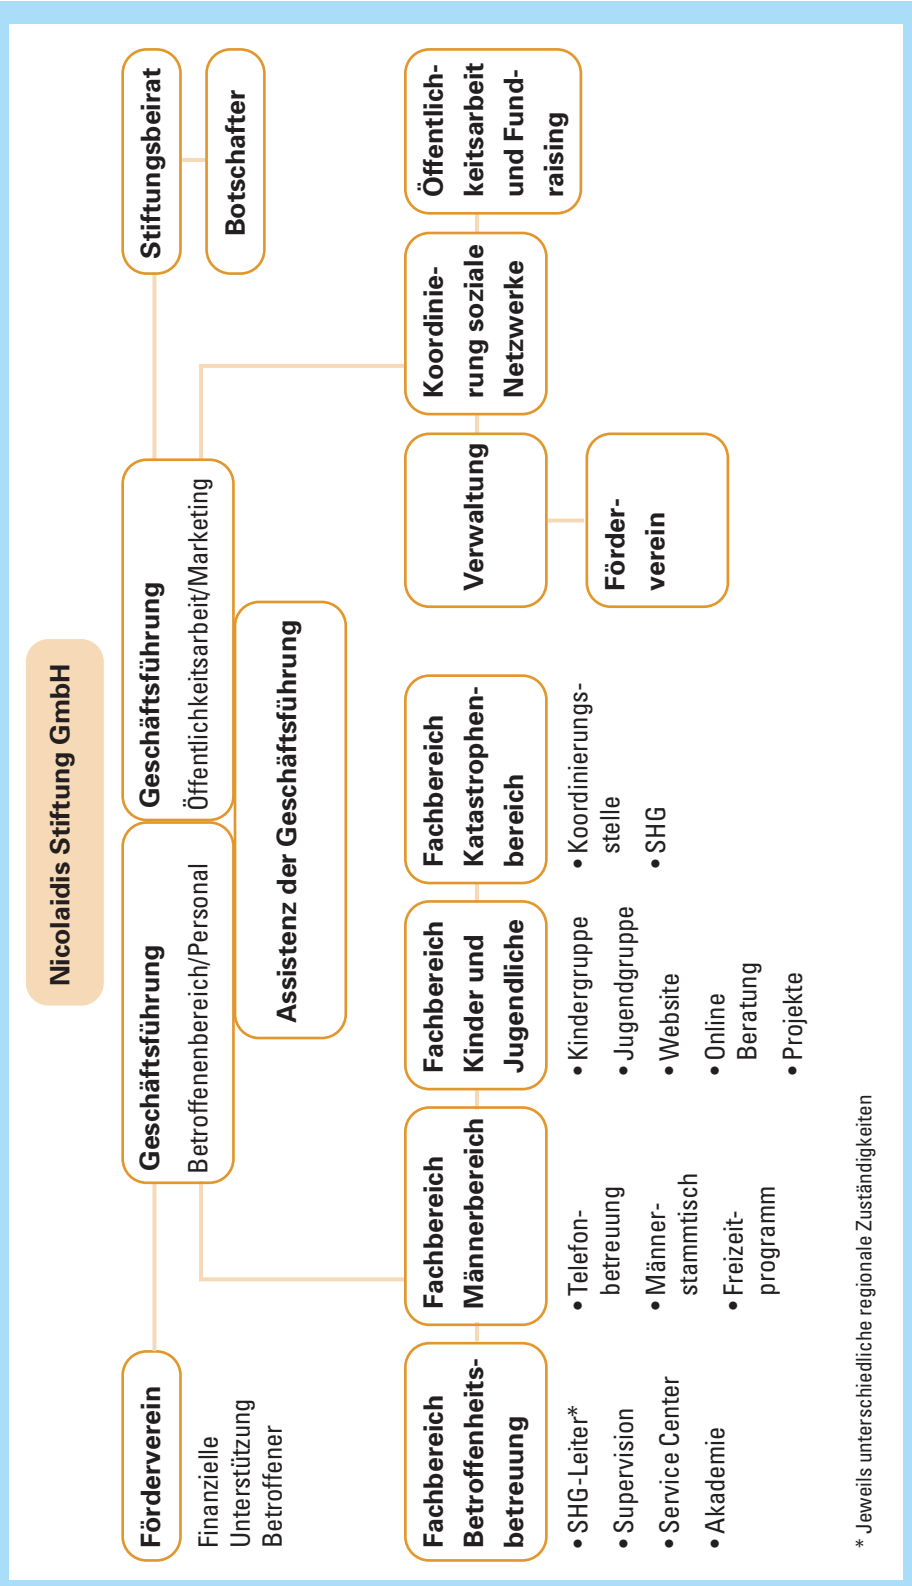 Nicolaidis Stiftung GmbH
Förderverein
Finanzielle
Unterstützung
Betroffener
Geschäftsführung
Betroffenenbereich/Personal
Geschäftsführung
Öffentlichkeitsarbeit/Marketing
Stiftungsbeirat
Botschafter
Assistenz der Geschäftsführung
Fachbereich
Betroffenheits-
betreuung
• SHG-Leiter*
• Supervision
• Service Center
• Akademie
Fachbereich
Männerbereich
• Telefon-
betreuung
• Männer-
stammtisch
• Freizeit-
programm
Fachbereich
Kinder und
Jugendliche
• Kindergruppe
• Jugendgruppe
• Website
• Online
Beratung
• Projekte
Fachbereich
Katastrophen-
bereich
• Koordinierungs-
stelle
• SHG
Verwaltung
Förder-
verein
Koordinie-
rung soziale
Netzwerke
Öffentlich-
keitsarbeit
und Fund-
raising
* Jeweils unterschiedliche regionale Zuständigkeiten